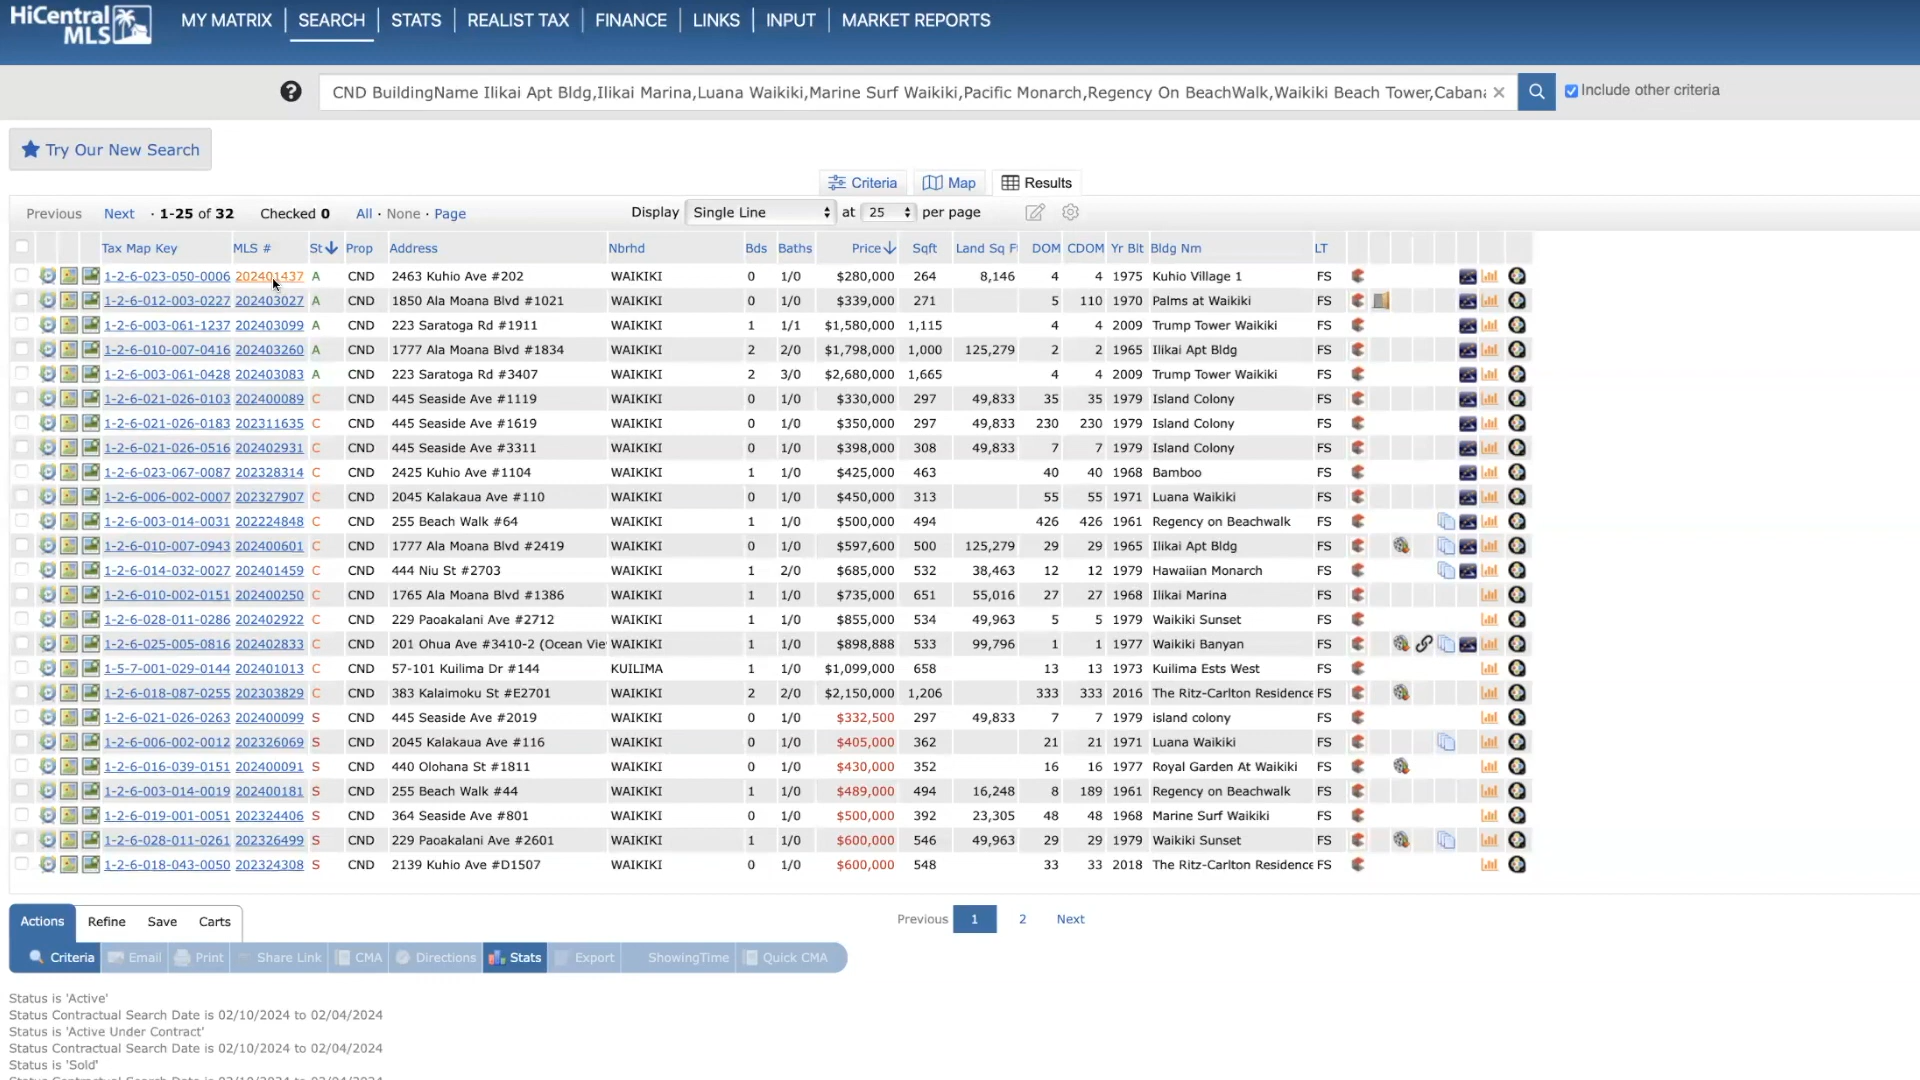 HiCentral MLS
MY MATRIX SEARCH STATS REALIST TAX FINANCE LINKS INPUT MARKET REPORTS
? CND BuildingName Ilikai Apt Bldg,Ilikai Marina,Luana Waikiki,Marine Surf Waikiki,Pacific Monarch,Regency On BeachWalk,Waikiki Beach Tower,Cabana Include other criteria
Try Our New Search
Criteria Map Results
Previous Next · 1-25 of 32 Checked 0 All · None · Page Display Single Line at 25 per page
Tax Map Key MLS # St Prop Address Nbrhd Bds Baths Price Sqft Land Sq F DOM CDOM Yr Blt Bldg Nm LT
1-2-6-023-050-0006 202401437 A CND 2463 Kuhio Ave #202 WAIKIKI 0 1/0 $280,000 264 8,146 4 4 1975 Kuhio Village 1 FS
1-2-6-012-003-0227 202403027 A CND 1850 Ala Moana Blvd #1021 WAIKIKI 0 1/0 $339,000 271 5 110 1970 Palms at Waikiki FS
1-2-6-003-061-1237 202403099 A CND 223 Saratoga Rd #1911 WAIKIKI 1 1/1 $1,580,000 1,115 4 4 2009 Trump Tower Waikiki FS
1-2-6-010-007-0416 202403260 A CND 1777 Ala Moana Blvd #1834 WAIKIKI 2 2/0 $1,798,000 1,000 125,279 2 2 1965 Ilikai Apt Bldg FS
1-2-6-003-061-0428 202403083 A CND 223 Saratoga Rd #3407 WAIKIKI 2 3/0 $2,680,000 1,665 4 4 2009 Trump Tower Waikiki FS
1-2-6-021-026-0103 202400089 C CND 445 Seaside Ave #1119 WAIKIKI 0 1/0 $330,000 297 49,833 35 35 1979 Island Colony FS
1-2-6-021-026-0183 202311635 C CND 445 Seaside Ave #1619 WAIKIKI 0 1/0 $350,000 297 49,833 230 230 1979 Island Colony FS
1-2-6-021-026-0516 202402931 C CND 445 Seaside Ave #3311 WAIKIKI 0 1/0 $398,000 308 49,833 7 7 1979 Island Colony FS
1-2-6-023-067-0087 202328314 C CND 2425 Kuhio Ave #1104 WAIKIKI 1 1/0 $425,000 463 40 40 1968 Bamboo FS
1-2-6-006-002-0007 202327907 C CND 2045 Kalakaua Ave #110 WAIKIKI 0 1/0 $450,000 313 55 55 1971 Luana Waikiki FS
1-2-6-003-014-0031 202224848 C CND 255 Beach Walk #64 WAIKIKI 1 1/0 $500,000 494 426 426 1961 Regency on Beachwalk FS
1-2-6-010-007-0943 202400601 C CND 1777 Ala Moana Blvd #2419 WAIKIKI 0 1/0 $597,600 500 125,279 29 29 1965 Ilikai Apt Bldg FS
1-2-6-014-032-0027 202401459 C CND 444 Niu St #2703 WAIKIKI 1 2/0 $685,000 532 38,463 12 12 1979 Hawaiian Monarch FS
1-2-6-010-002-0151 202400250 C CND 1765 Ala Moana Blvd #1386 WAIKIKI 1 1/0 $735,000 651 55,016 27 27 1968 Ilikai Marina FS
1-2-6-028-011-0286 202402922 C CND 229 Paoakalani Ave #2712 WAIKIKI 1 1/0 $855,000 534 49,963 5 5 1979 Waikiki Sunset FS
1-2-6-025-005-0816 202402833 C CND 201 Ohua Ave #3410-2 (Ocean Vie WAIKIKI 1 1/0 $898,888 533 99,796 1 1 1977 Waikiki Banyan FS
1-5-7-001-029-0144 202401013 C CND 57-101 Kuilima Dr #144 KUILIMA 1 1/0 $1,099,000 658 13 13 1973 Kuilima Ests West FS
1-2-6-018-087-0255 202303829 C CND 383 Kalaimoku St #E2701 WAIKIKI 2 2/0 $2,150,000 1,206 333 333 2016 The Ritz-Carlton Residence FS
1-2-6-021-026-0263 202400099 S CND 445 Seaside Ave #2019 WAIKIKI 0 1/0 $332,500 297 49,833 7 7 1979 island colony FS
1-2-6-006-002-0012 202326069 S CND 2045 Kalakaua Ave #116 WAIKIKI 0 1/0 $405,000 362 21 21 1971 Luana Waikiki FS
1-2-6-016-039-0151 202400091 S CND 440 Olohana St #1811 WAIKIKI 0 1/0 $430,000 352 16 16 1977 Royal Garden At Waikiki FS
1-2-6-003-014-0019 202400181 S CND 255 Beach Walk #44 WAIKIKI 1 1/0 $489,000 494 16,248 8 189 1961 Regency on Beachwalk FS
1-2-6-019-001-0051 202324406 S CND 364 Seaside Ave #801 WAIKIKI 0 1/0 $500,000 392 23,305 48 48 1968 Marine Surf Waikiki FS
1-2-6-028-011-0261 202326499 S CND 229 Paoakalani Ave #2601 WAIKIKI 1 1/0 $600,000 546 49,963 29 29 1979 Waikiki Sunset FS
1-2-6-018-043-0050 202324308 S CND 2139 Kuhio Ave #D1507 WAIKIKI 0 1/0 $600,000 548 33 33 2018 The Ritz-Carlton Residence FS
Actions Refine Save Carts Previous 1 2 Next
Criteria Email Print Share Link CMA Directions Stats Export ShowingTime Quick CMA
Status is 'Active'
Status Contractual Search Date is 02/10/2024 to 02/04/2024
Status is 'Active Under Contract'
Status Contractual Search Date is 02/10/2024 to 02/04/2024
Status is 'Sold'